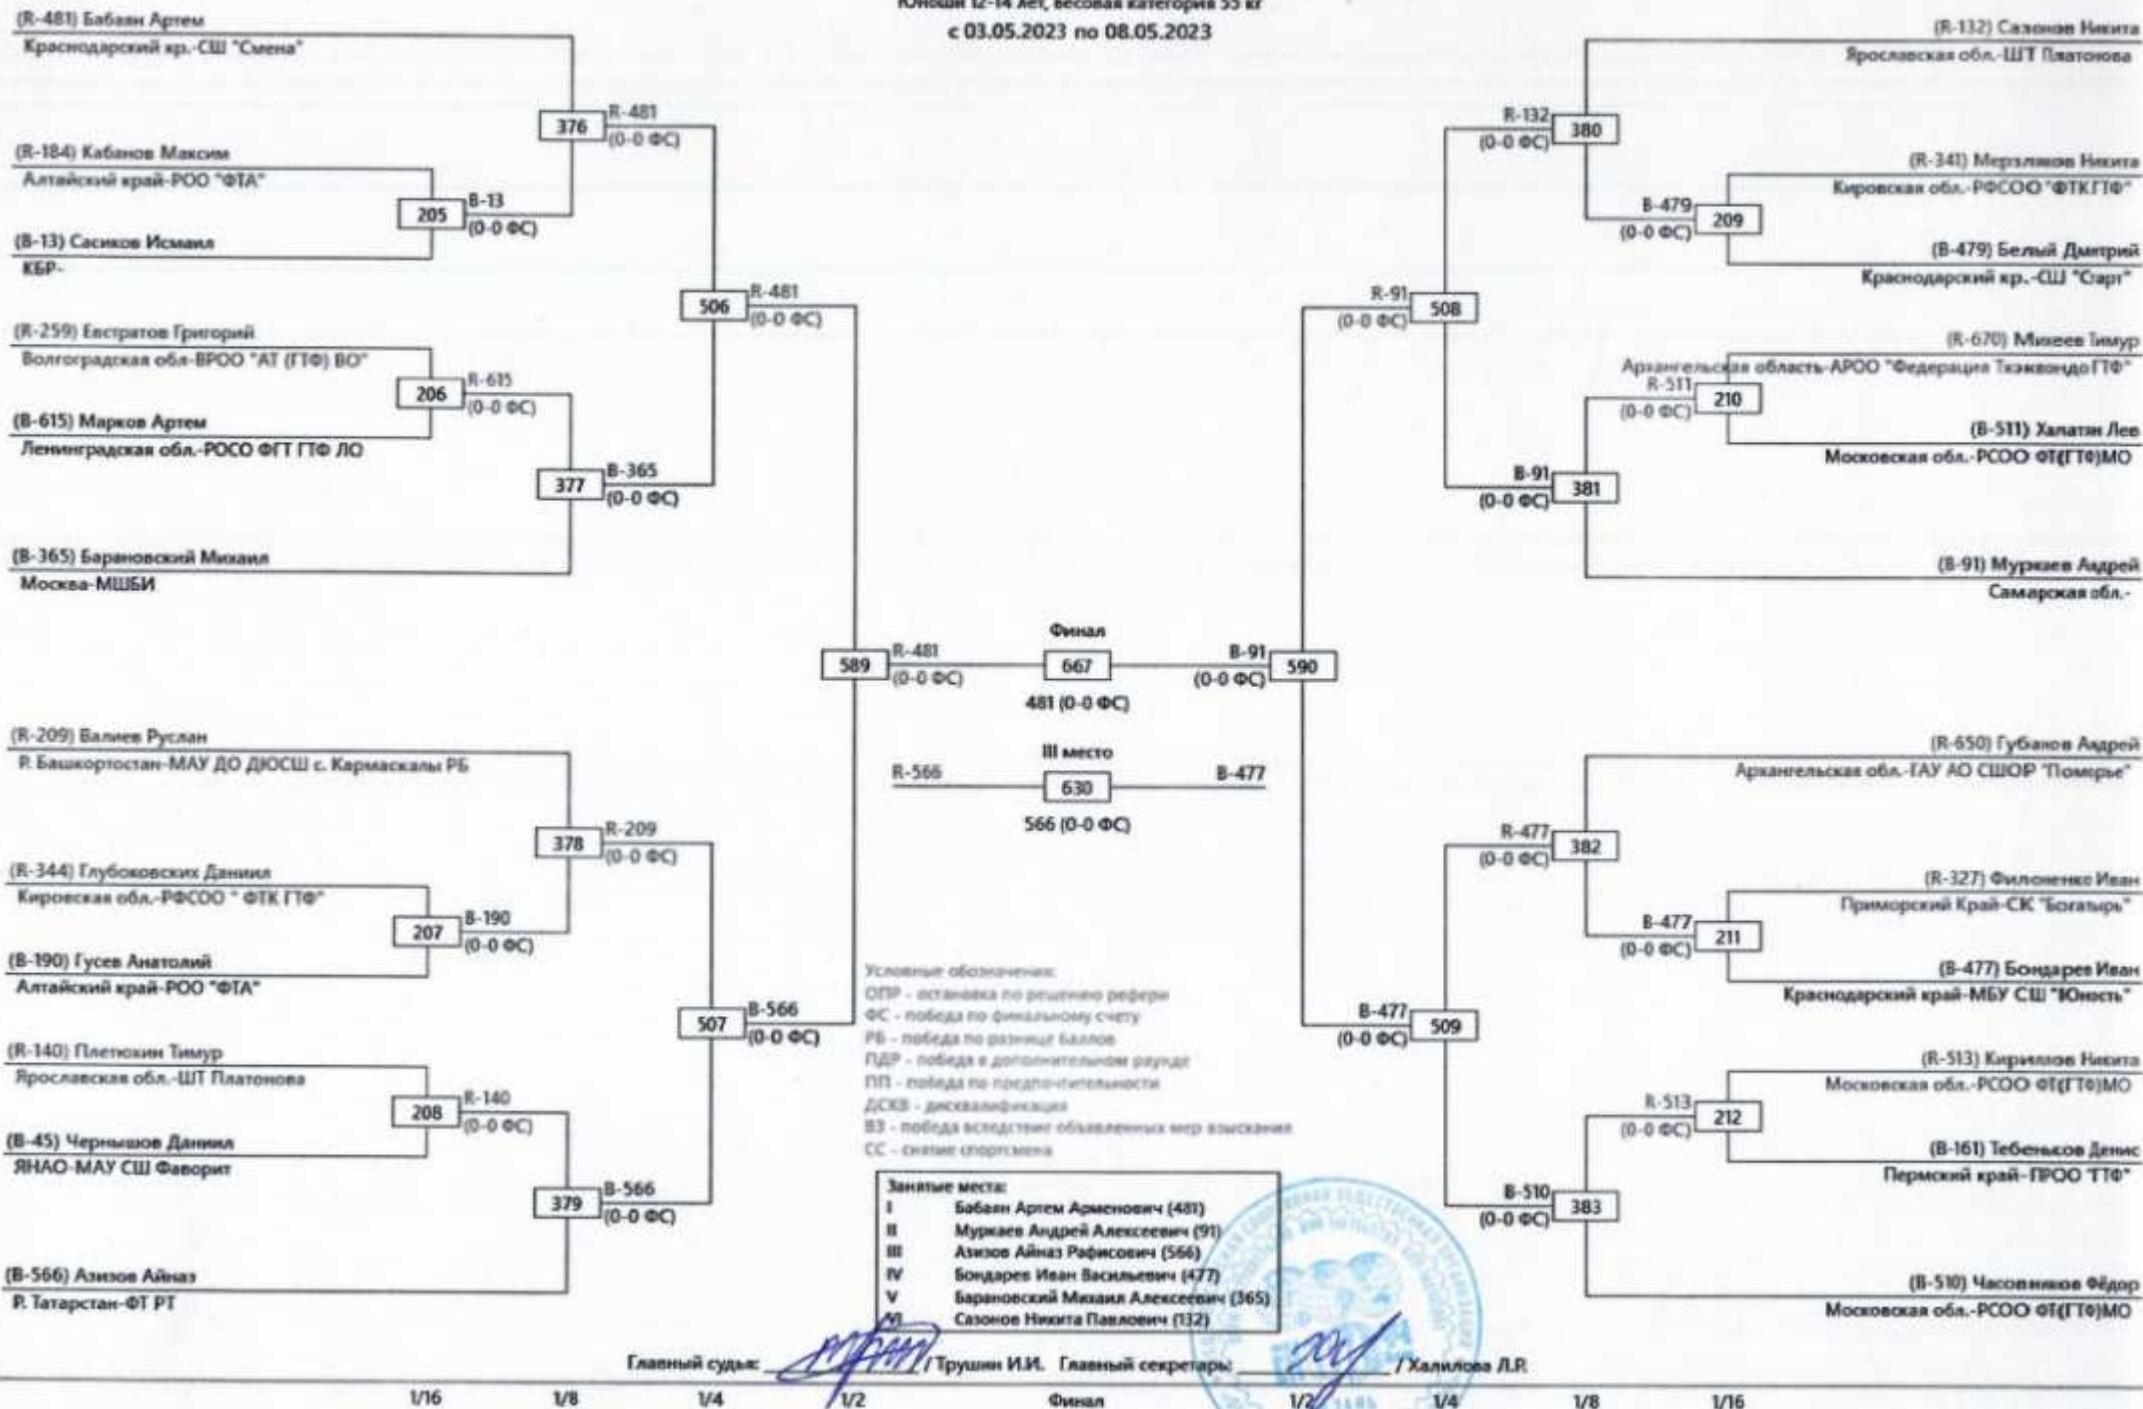 Юноши 12-14 лет, весовая категория 55 кг
с 03.05.2023 по 08.05.2023
(R-481) Бабаян Артем
Краснодарский кр.-СШ "Смена"
376
R-481
(0-0 ФС)
(R-184) Кабанов Максим
Алтайский край-РОО "ФТА"
205
B-13
(0-0 ФС)
(B-13) Сасиков Исмаил
КБР-
506
R-481
(0-0 ФС)
(R-259) Евстратов Григорий
Волгоградская обл-ВРОО "АТ (ГТФ) ВО"
206
R-615
(0-0 ФС)
(B-615) Марков Артем
Ленинградская обл.-РОСО ФГТ ГТФ ЛО
377
B-365
(0-0 ФС)
(B-365) Барановский Михаил
Москва-МШБИ
589
R-481
(0-0 ФС)
(R-209) Валиев Руслан
Р. Башкортостан-МАУ ДО ДЮСШ с. Кармаскалы РБ
378
R-209
(0-0 ФС)
(R-344) Глубоковских Даниил
Кировская обл.-РФСОО " ФТК ГТФ"
207
B-190
(0-0 ФС)
(B-190) Гусев Анатолий
Алтайский край-РОО "ФТА"
507
B-566
(0-0 ФС)
(R-140) Плетюхин Тимур
Ярославская обл.-ШТ Платонова
208
R-140
(0-0 ФС)
(B-45) Чернышов Даниил
ЯНАО-МАУ СШ Фаворит
379
B-566
(0-0 ФС)
(B-566) Азизов Айназ
Р. Татарстан-ФТ РТ
Финал
667
481 (0-0 ФС)
III место
R-566
630
B-477
566 (0-0 ФС)
(R-132) Сазонов Никита
Ярославская обл.-ШТ Платонова
R-132
(0-0 ФС)
380
(R-341) Мерзляков Никита
Кировская обл.-РФСОО "ФТК ГТФ"
B-479
(0-0 ФС)
209
(B-479) Белый Дмитрий
Краснодарский кр.-СШ "Старт"
R-91
(0-0 ФС)
508
(R-670) Михеев Тимур
Архангельская область-АРОО "Федерация Тхэквондо ГТФ"
R-511
(0-0 ФС)
210
(B-511) Халатян Лев
Московская обл.-РСОО ФТ(ГТФ)МО
B-91
(0-0 ФС)
381
(B-91) Муркаев Андрей
Самарская обл.-
B-91
(0-0 ФС)
590
(R-650) Губанов Андрей
Архангельская обл.-ГАУ АО СШОР "Поморье"
R-477
(0-0 ФС)
382
(R-327) Филоненко Иван
Приморский Край-СК "Богатырь"
B-477
(0-0 ФС)
211
(B-477) Бондарев Иван
Краснодарский край-МБУ СШ "Юность"
B-477
(0-0 ФС)
509
(R-513) Кириллов Никита
Московская обл.-РСОО ФТ(ГТФ)МО
R-513
(0-0 ФС)
212
(B-161) Тебеньков Денис
Пермский край-ПРОО "ГТФ"
B-510
(0-0 ФС)
383
(B-510) Часовников Фёдор
Московская обл.-РСОО ФТ(ГТФ)МО
Условные обозначения:
ОПР - остановка по решению рефери
ФС - победа по финальному счету
РБ - победа по разнице баллов
ПДР - победа в дополнительном раунде
ПП - победа по предпочтительности
ДСКВ - дисквалификация
ВЗ - победа вследствие объявленных мер взыскания
СС - снятие спортсмена
Занятые места:
I Бабаян Артем Арменович (481)
II Муркаев Андрей Алексеевич (91)
III Азизов Айназ Рафисович (566)
IV Бондарев Иван Васильевич (477)
V Барановский Михаил Алексеевич (365)
VI Сазонов Никита Павлович (132)
Главный судья: / Трушин И.И. Главный секретарь: / Халилова Л.Р.
1/16 1/8 1/4 1/2 Финал 1/2 1/4 1/8 1/16